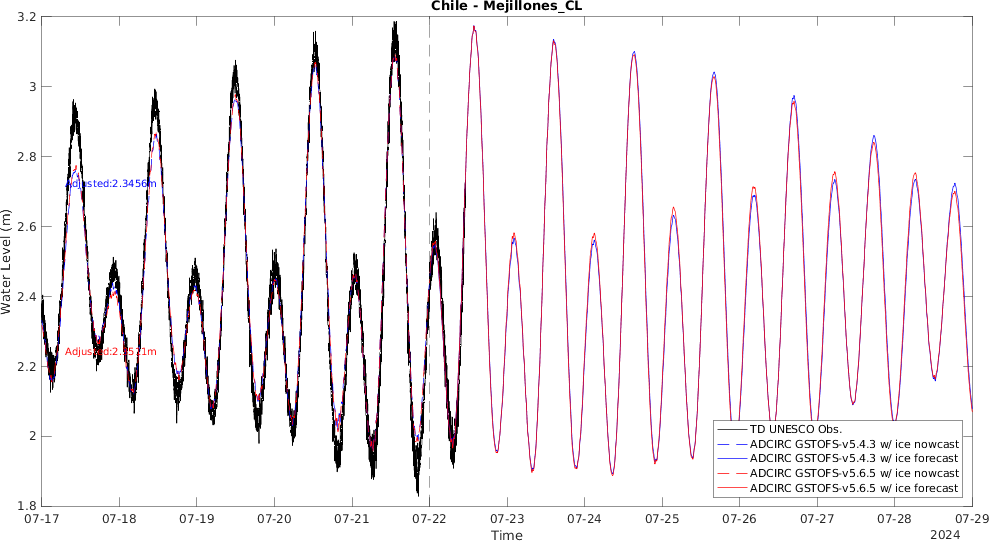 Chile - Mejillones_CL
3.2
3
2.8
2.6
2.4
2.2
2
1.8
Water Level (m)
Adjusted:2.3456m
TD UNESCO Obs.
ADCIRC GSTOFS-v5.4.3 w/ ice nowcast
ADCIRC GSTOFS-v5.4.3 w/ ice forecast
ADCIRC GSTOFS-v5.6.5 w/ ice nowcast
ADCIRC GSTOFS-v5.6.5 w/ ice forecast
07-17
07-18
07-19
07-20
07-21
07-22
07-23
07-24
07-25
07-26
07-27
07-28
07-29
Time
2024